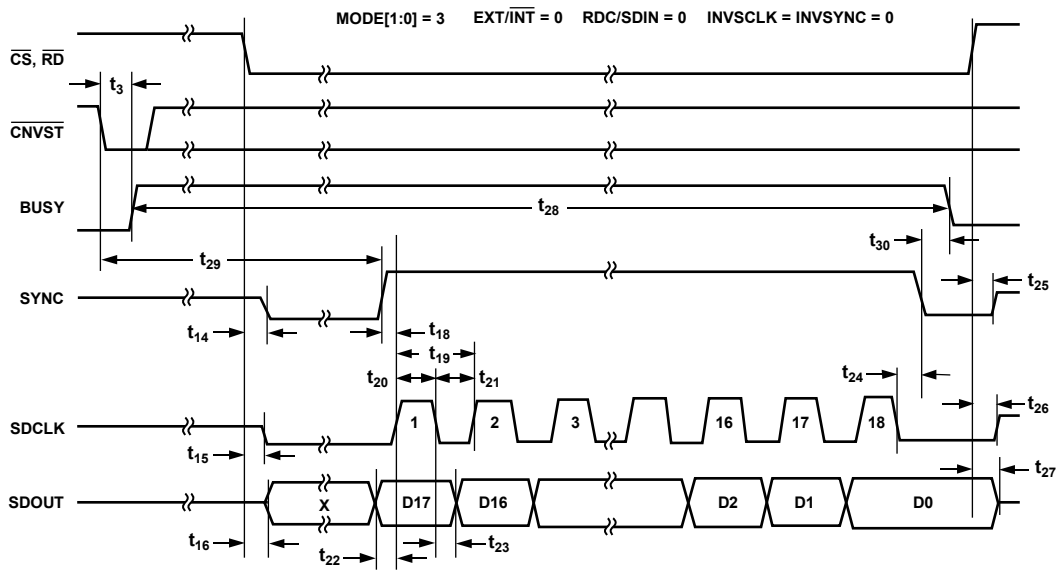 MODE[1:0] = 3 EXT/INT = 0 RDC/SDIN = 0 INVSCLK = INVSYNC = 0
CS, RD
t3
CNVST
BUSY
t28
t30
t29
t25
SYNC
t14
t18
t19
t20
t21
t24
t26
SDCLK
1
2
3
16
17
18
t15
t27
SDOUT
X
D17
D16
D2
D1
D0
t16
t22
t23